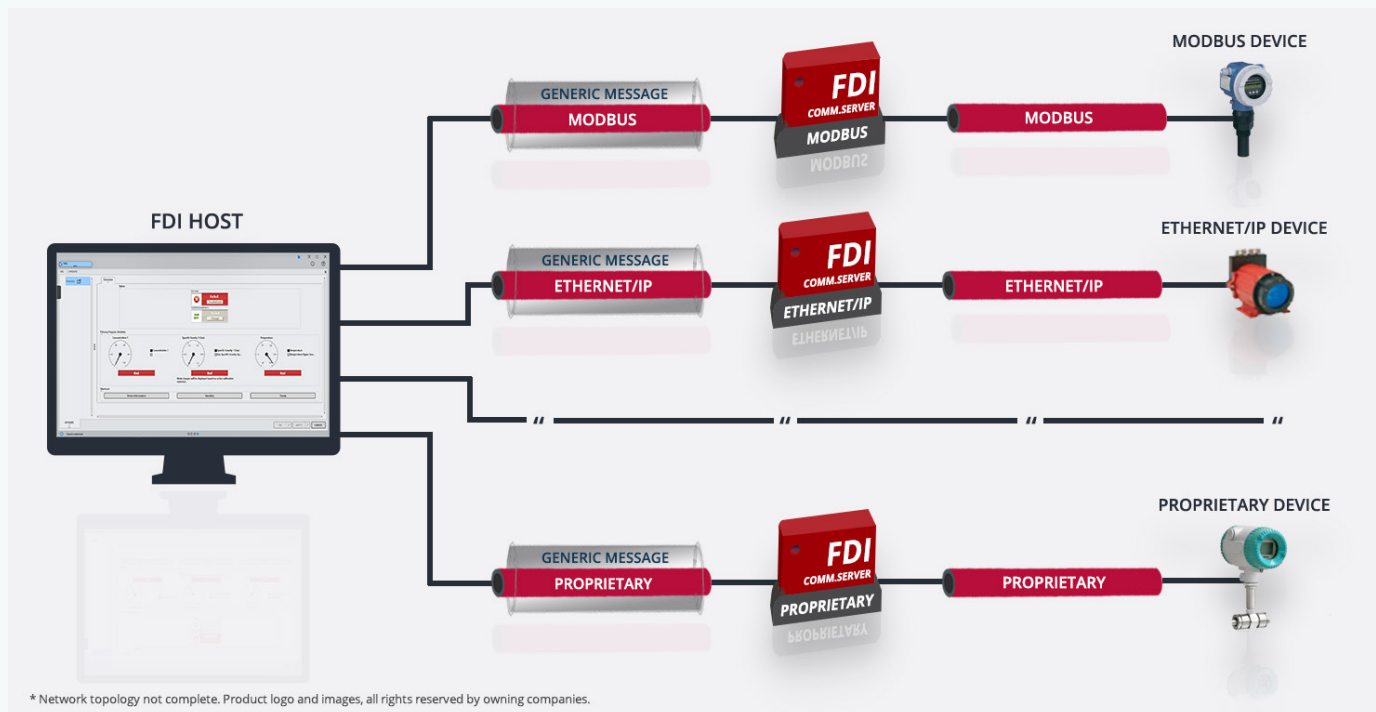 MODBUS DEVICE
GENERIC MESSAGE
MODBUS
FDI
COMM.SERVER
MODBUS
MODBUS
FDI HOST
ETHERNET/IP DEVICE
GENERIC MESSAGE
ETHERNET/IP
FDI
COMM.SERVER
ETHERNET/IP
ETHERNET/IP
PROPRIETARY DEVICE
GENERIC MESSAGE
PROPRIETARY
FDI
COMM.SERVER
PROPRIETARY
PROPRIETARY
* Network topology not complete. Product logo and images, all rights reserved by owning companies.